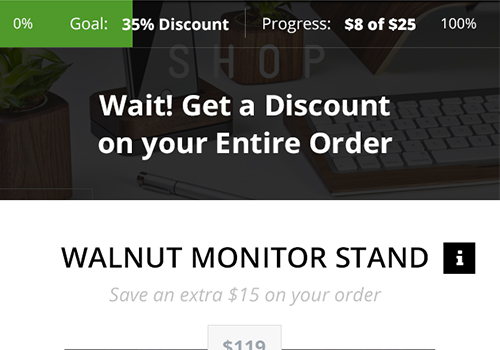 0% Goal: 35% Discount Progress: $8 of $25 100%
SHOP
Wait! Get a Discount
on your Entire Order
WALNUT MONITOR STAND i
Save an extra $15 on your order
$119